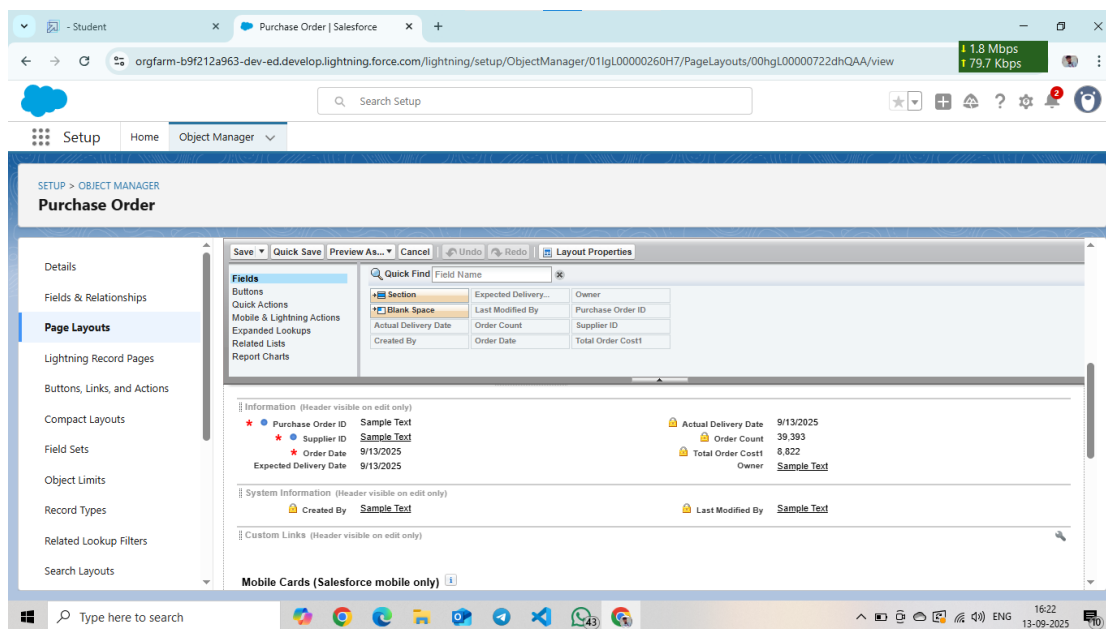 - Student
Purchase Order | Salesforce
orgfarm-b9f212a963-dev-ed.develop.lightning.force.com/lightning/setup/ObjectManager/01IgL00000260H7/PageLayouts/00hgL00000722dhQAA/view
1.8 Mbps
79.7 Kbps
Search Setup
2
Setup
Home
Object Manager
SETUP > OBJECT MANAGER
Purchase Order
Details
Fields & Relationships
Page Layouts
Lightning Record Pages
Buttons, Links, and Actions
Compact Layouts
Field Sets
Object Limits
Record Types
Related Lookup Filters
Search Layouts
Save Quick Save Preview As... Cancel Undo Redo Layout Properties
Fields
Buttons
Quick Actions
Mobile & Lightning Actions
Expanded Lookups
Related Lists
Report Charts
Quick Find Field Name
Section Expected Delivery... Owner
Blank Space Last Modified By Purchase Order ID
Actual Delivery Date Order Count Supplier ID
Created By Order Date Total Order Cost1
Information (Header visible on edit only)
* Purchase Order ID Sample Text Actual Delivery Date 9/13/2025
* Supplier ID Sample Text Order Count 39,393
* Order Date 9/13/2025 Total Order Cost1 8,822
Expected Delivery Date 9/13/2025 Owner Sample Text
System Information (Header visible on edit only)
Created By Sample Text Last Modified By Sample Text
Custom Links (Header visible on edit only)
Mobile Cards (Salesforce mobile only) i
Type here to search
43
ENG
16:22
13-09-2025
10